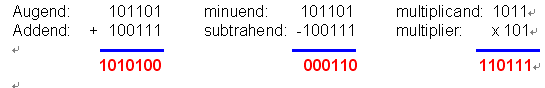 Augend: 101101 minuend: 101101 multiplicand: 1011↵
Addend: + 100111 subtrahend: -100111 multiplier: x 101↵
↵
1010100 000110 110111↵
↵